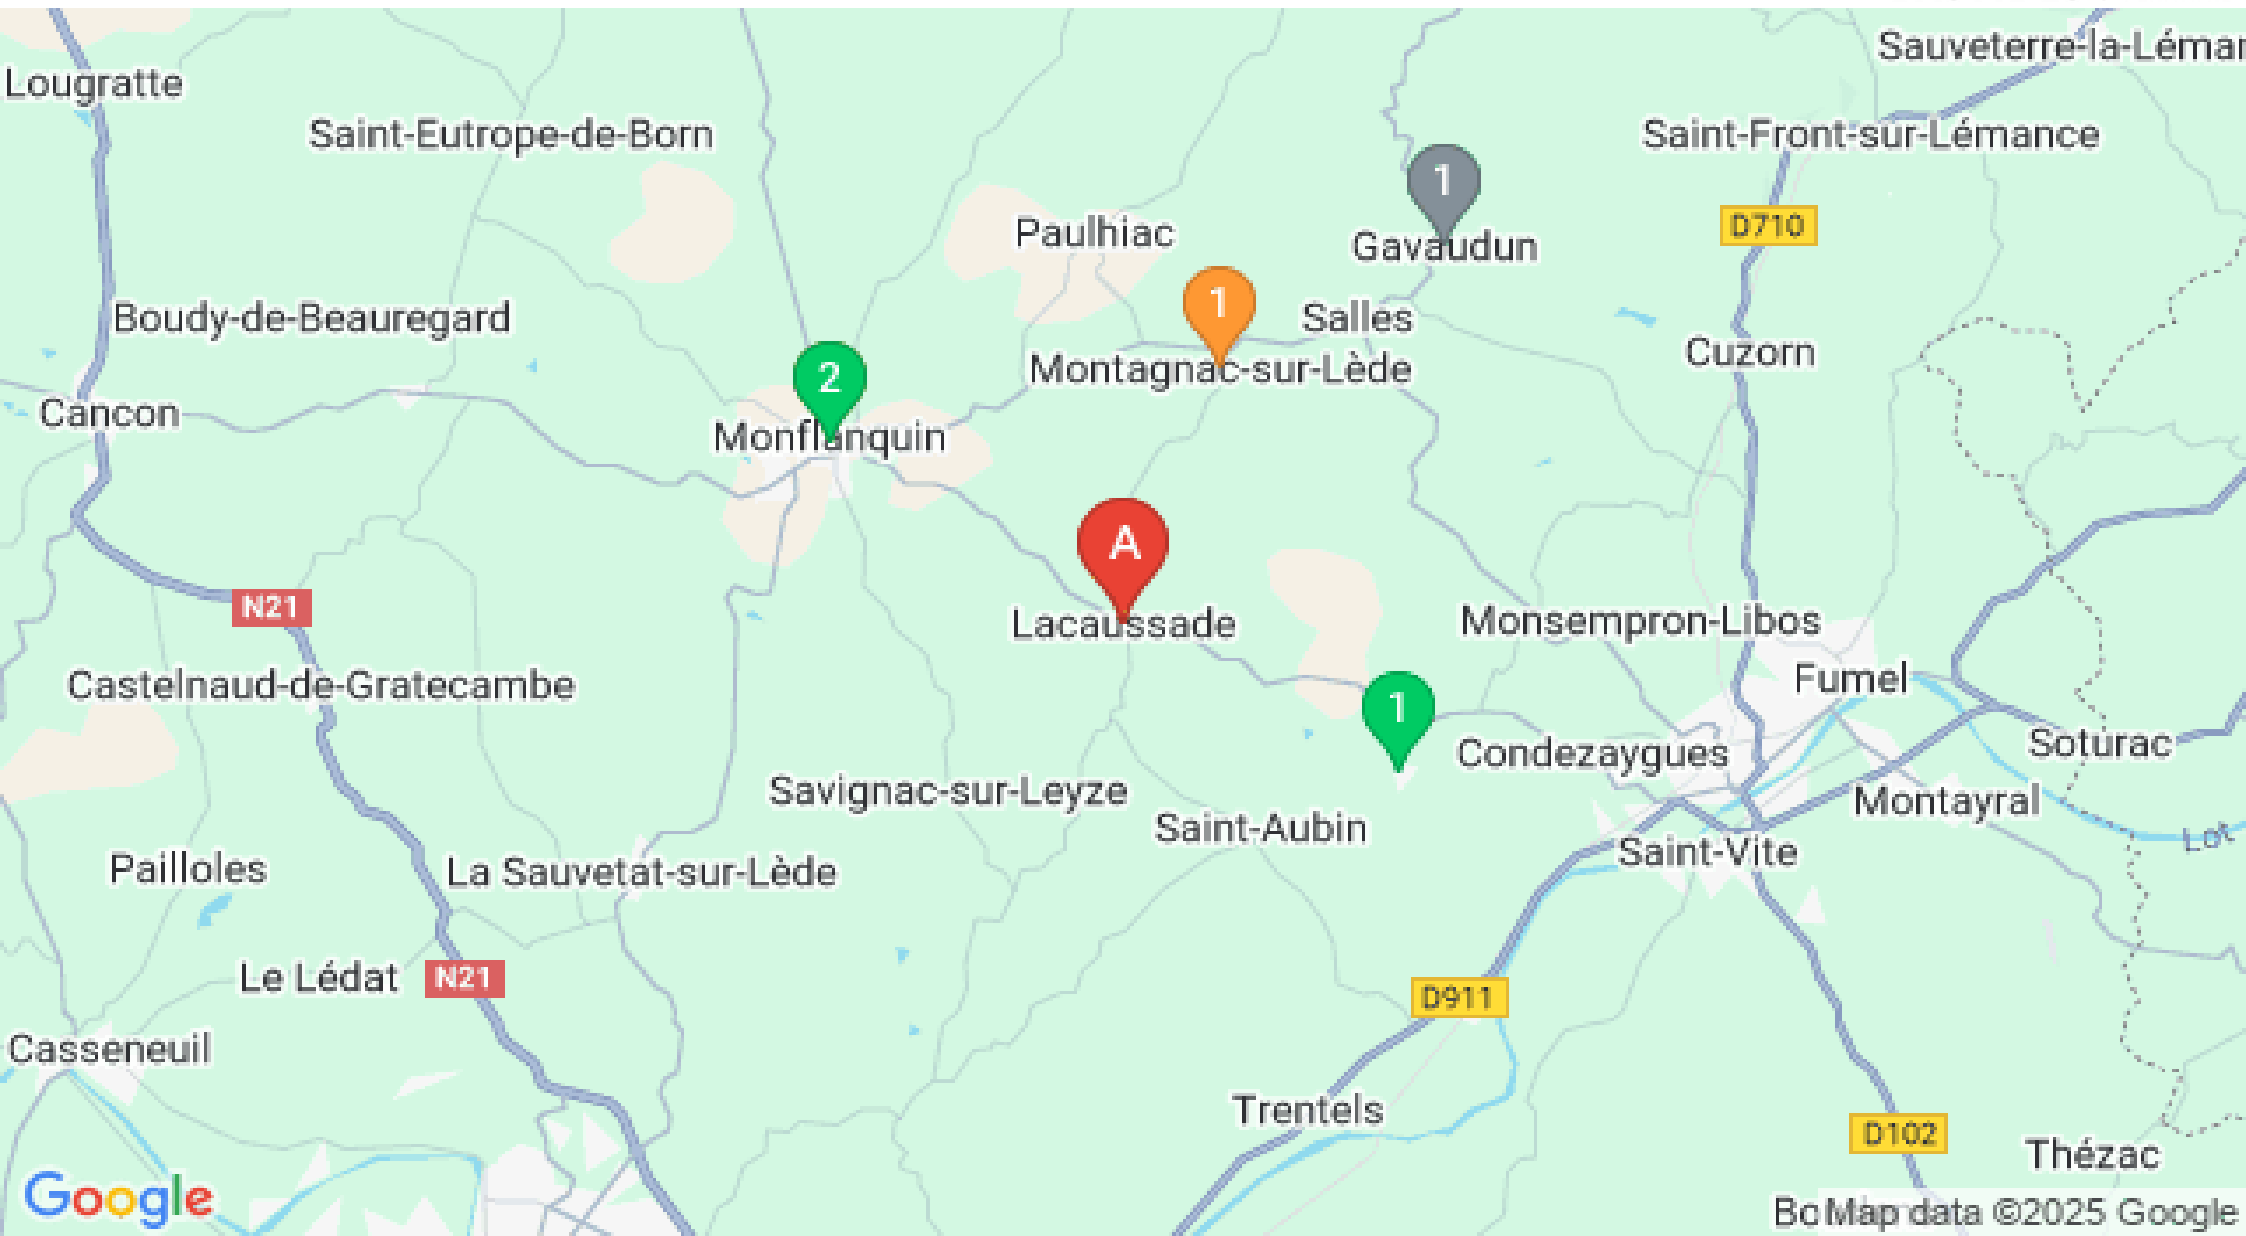 Sauveterre-la-Lémar
Lougratte
Saint-Eutrope-de-Born
Saint-Front-sur-Lémance
1
D710
Paulhiac
Gavaudun
1
Boudy-de-Beauregard
Salles
Cuzorn
Montagnac-sur-Lède
2
Cancon
Monflanquin
A
N21
Lacaussade
Monsempron-Libos
Castelnaud-de-Gratecambe
Fumel
1
Soturac
Condezaygues
Savignac-sur-Leyze
Montayral
Saint-Aubin
Lot
Saint-Vite
Pailloles
La Sauvetat-sur-Lède
Le Lédat
N21
D911
Casseneuil
Trentels
D102
Thézac
Google
Bo
Map data ©2025 Google